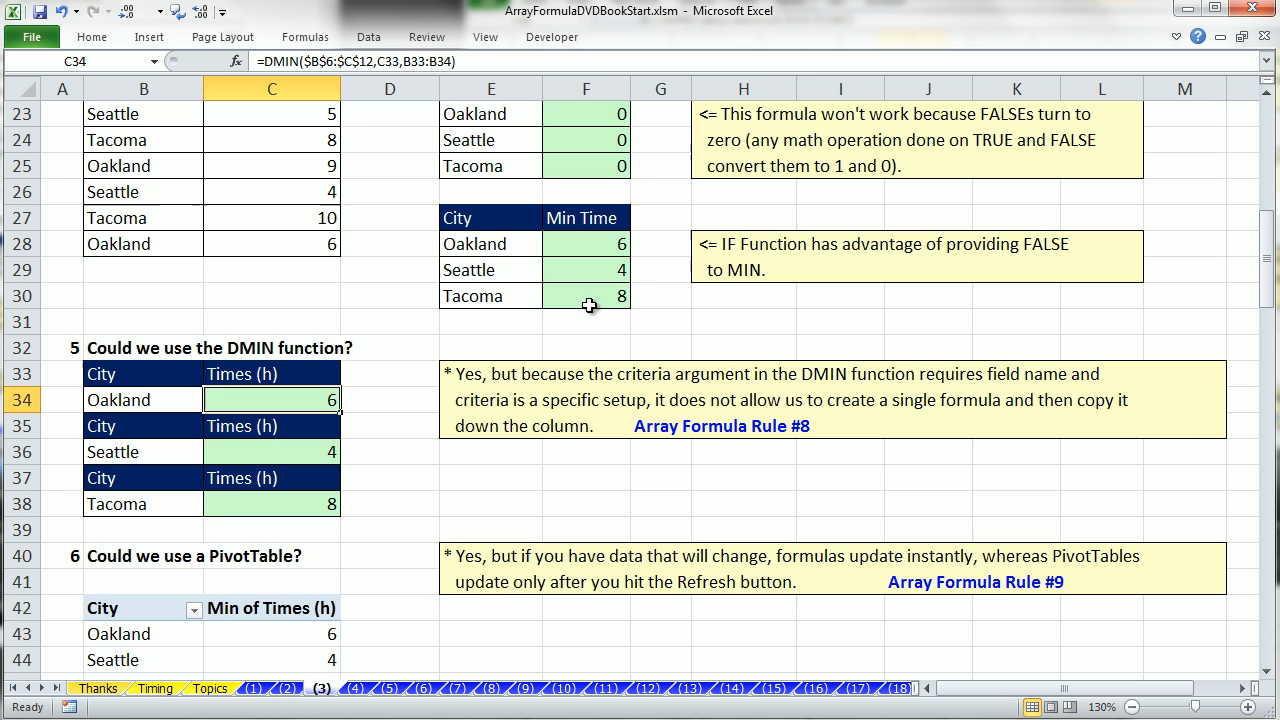 ArrayFormulaDVDBookStart.xlsm - Microsoft Excel
File Home Insert Page Layout Formulas Data Review View Developer
C34 fx =DMIN($B$6:$C$12,C33,B33:B34)
A B C D E F G H I J K L M
23 Seattle 5 Oakland 0 <= This formula won't work because FALSEs turn to
24 Tacoma 8 Seattle 0 zero (any math operation done on TRUE and FALSE
25 Oakland 9 Tacoma 0 convert them to 1 and 0).
26 Seattle 4
27 Tacoma 10 City Min Time
28 Oakland 6 Oakland 6 <= IF Function has advantage of providing FALSE
29 Seattle 4 to MIN.
30 Tacoma 8
31
32 5 Could we use the DMIN function?
33 City Times (h) * Yes, but because the criteria argument in the DMIN function requires field name and
34 Oakland 6 criteria is a specific setup, it does not allow us to create a single formula and then copy it
35 City Times (h) down the column. Array Formula Rule #8
36 Seattle 4
37 City Times (h)
38 Tacoma 8
39
40 6 Could we use a PivotTable? * Yes, but if you have data that will change, formulas update instantly, whereas PivotTables
41 update only after you hit the Refresh button. Array Formula Rule #9
42 City Min of Times (h)
43 Oakland 6
44 Seattle 4
Thanks Timing Topics (1) (2) (3) (4) (5) (6) (7) (8) (9) (10) (11) (12) (13) (14) (15) (16) (17) (18
Ready 130%